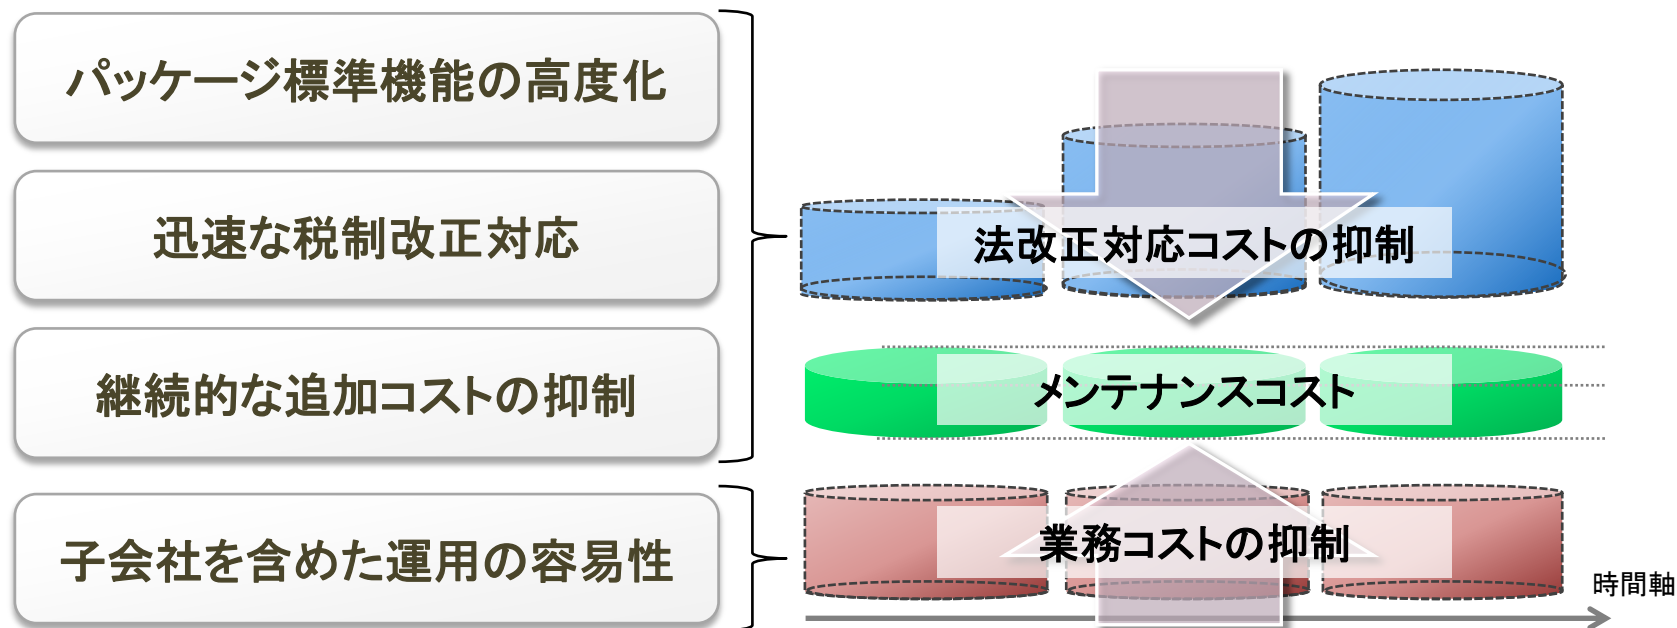 パッケージ標準機能の高度化
迅速な税制改正対応
継続的な追加コストの抑制
子会社を含めた運用の容易性
法改正対応コストの抑制
メンテナンスコスト
業務コストの抑制
時間軸